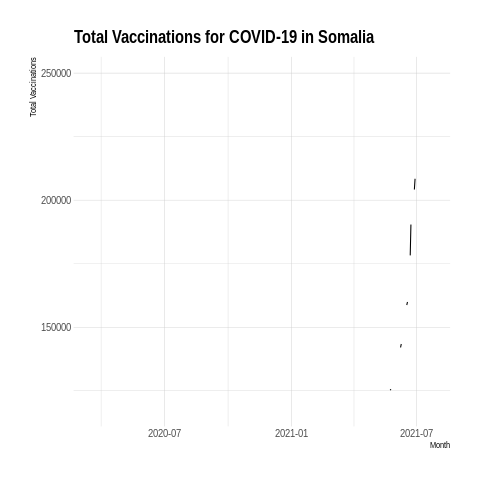 Total Vaccinations for COVID-19 in Somalia
Total Vaccinations
250000
200000
150000
2020-07 2021-01 2021-07
Month